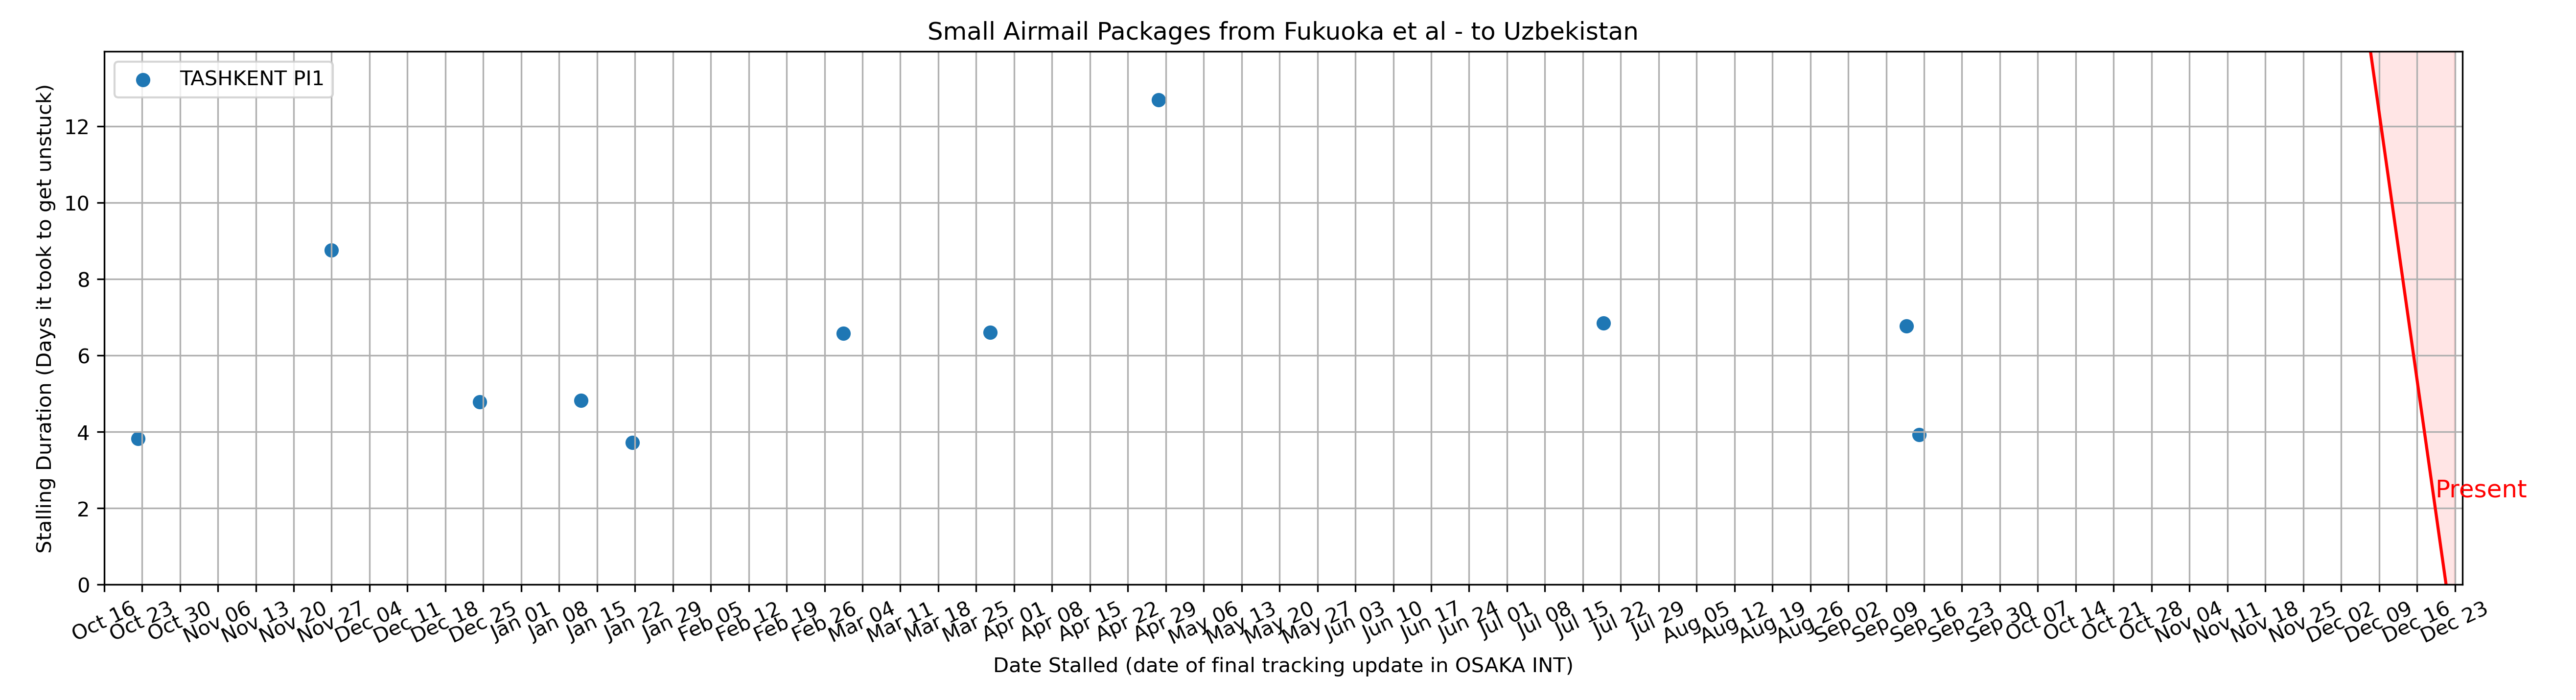 Small Airmail Packages from Fukuoka et al - to Uzbekistan
TASHKENT PI1
Stalling Duration (Days it took to get unstuck)
12
10
8
6
4
2
0
Present
Oct 16
Oct 23
Oct 30
Nov 06
Nov 13
Nov 20
Nov 27
Dec 04
Dec 11
Dec 18
Dec 25
Jan 01
Jan 08
Jan 15
Jan 22
Jan 29
Feb 05
Feb 12
Feb 19
Feb 26
Mar 04
Mar 11
Mar 18
Mar 25
Apr 01
Apr 08
Apr 15
Apr 22
Apr 29
May 06
May 13
May 20
May 27
Jun 03
Jun 10
Jun 17
Jun 24
Jul 01
Jul 08
Jul 15
Jul 22
Jul 29
Aug 05
Aug 12
Aug 19
Aug 26
Sep 02
Sep 09
Sep 16
Sep 23
Sep 30
Oct 07
Oct 14
Oct 21
Oct 28
Nov 04
Nov 11
Nov 18
Nov 25
Dec 02
Dec 09
Dec 16
Dec 23
Date Stalled (date of final tracking update in OSAKA INT)